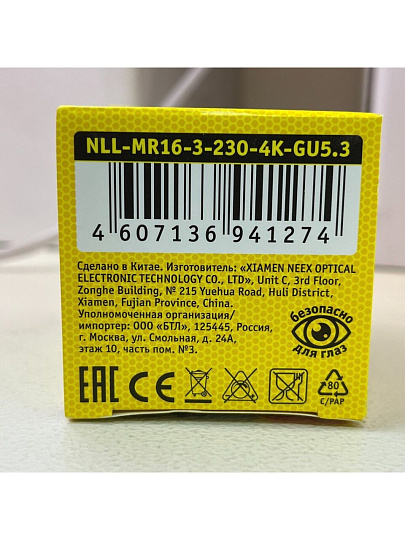 NLL-MR16-3-230-4K-GU5.3
4 607136 941274
Сделано в Китае. Изготовитель: «XIAMEN NEEX OPTICAL
ELECTRONIC TECHNOLOGY CO., LTD», Unit C, 3rd Floor,
Zonghe Building, № 215 Yuehua Road, Huli District,
Xiamen, Fujian Province, China.
Уполномоченная организация/
импортер: ООО «БТЛ», 125445, Россия,
г. Москва, ул. Смольная, д. 24А,
этаж 10, часть пом. №3.
безопасно
для глаз
EAC CE
80
C/PAP